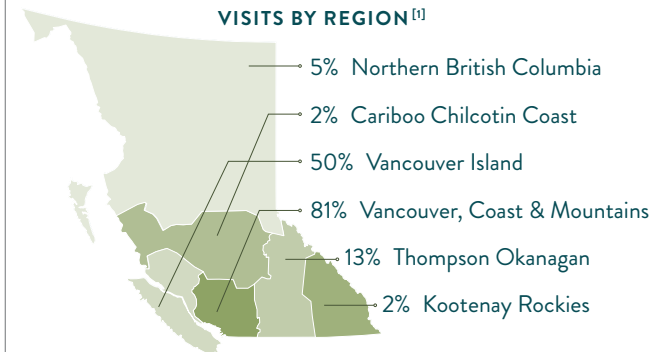 VISITS BY REGION[1]
5% Northern British Columbia
2% Cariboo Chilcotin Coast
50% Vancouver Island
81% Vancouver, Coast & Mountains
13% Thompson Okanagan
2% Kootenay Rockies